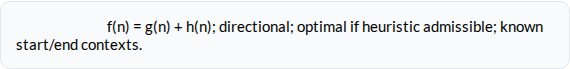 f(n) = g(n) + h(n); directional; optimal if heuristic admissible; known
start/end contexts.